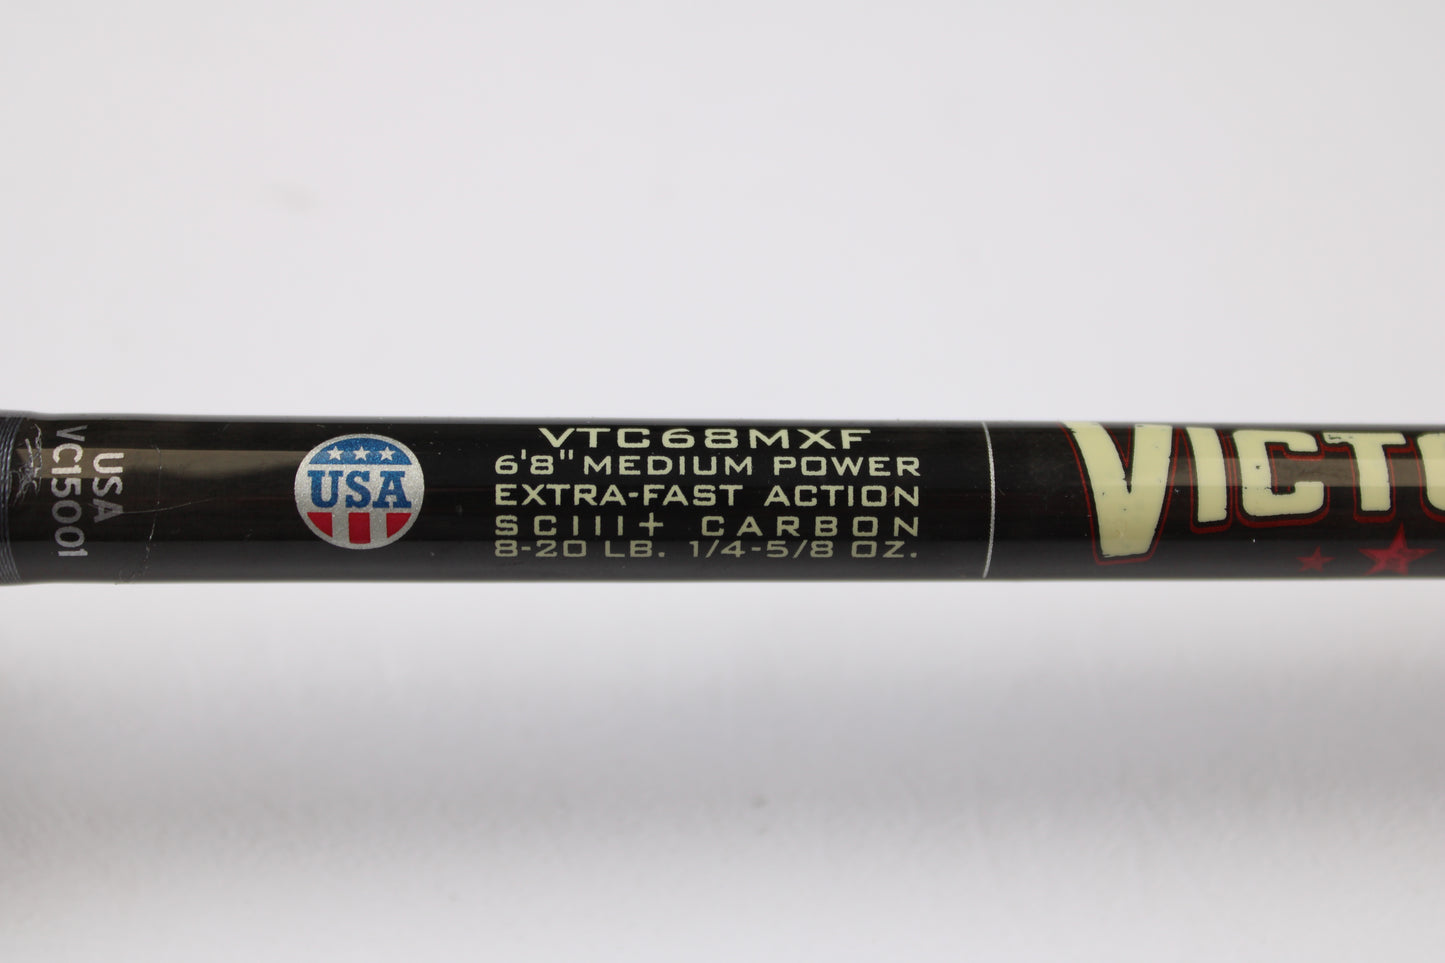 USA
VC15001
USA
VTC68MXF
6'8" MEDIUM POWER
EXTRA-FAST ACTION
SCIII+ CARBON
8-20 LB. 1/4-5/8 OZ.
VICTO